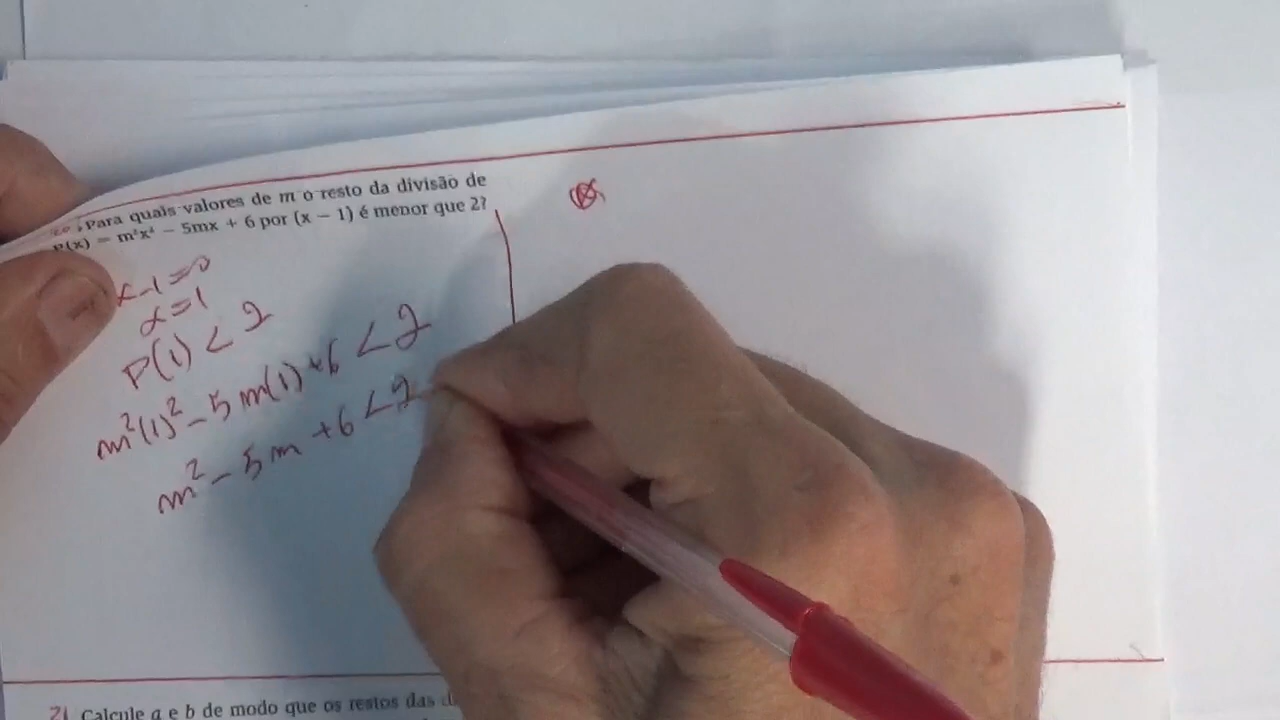 20. Para quais valores de m o resto da divisão de
P(x) = m²x² − 5mx + 6 por (x − 1) é menor que 2?
x-1=0
x=1
P(1) < 2
m²(1)² - 5m(1) + 6 < 2
m² - 5m + 6 < 2
21 Calcule a e b de modo que os restos das